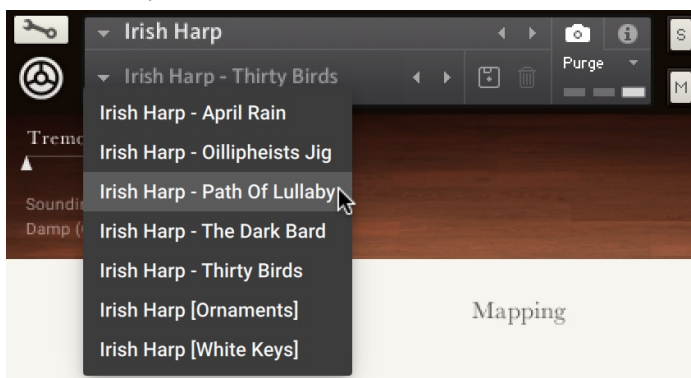 Irish Harp
S
Irish Harp - Thirty Birds
Purge
M
Irish Harp - April Rain
Irish Harp - Oillipheists Jig
Irish Harp - Path Of Lullaby
Irish Harp - The Dark Bard
Irish Harp - Thirty Birds
Irish Harp [Ornaments]
Irish Harp [White Keys]
Mapping